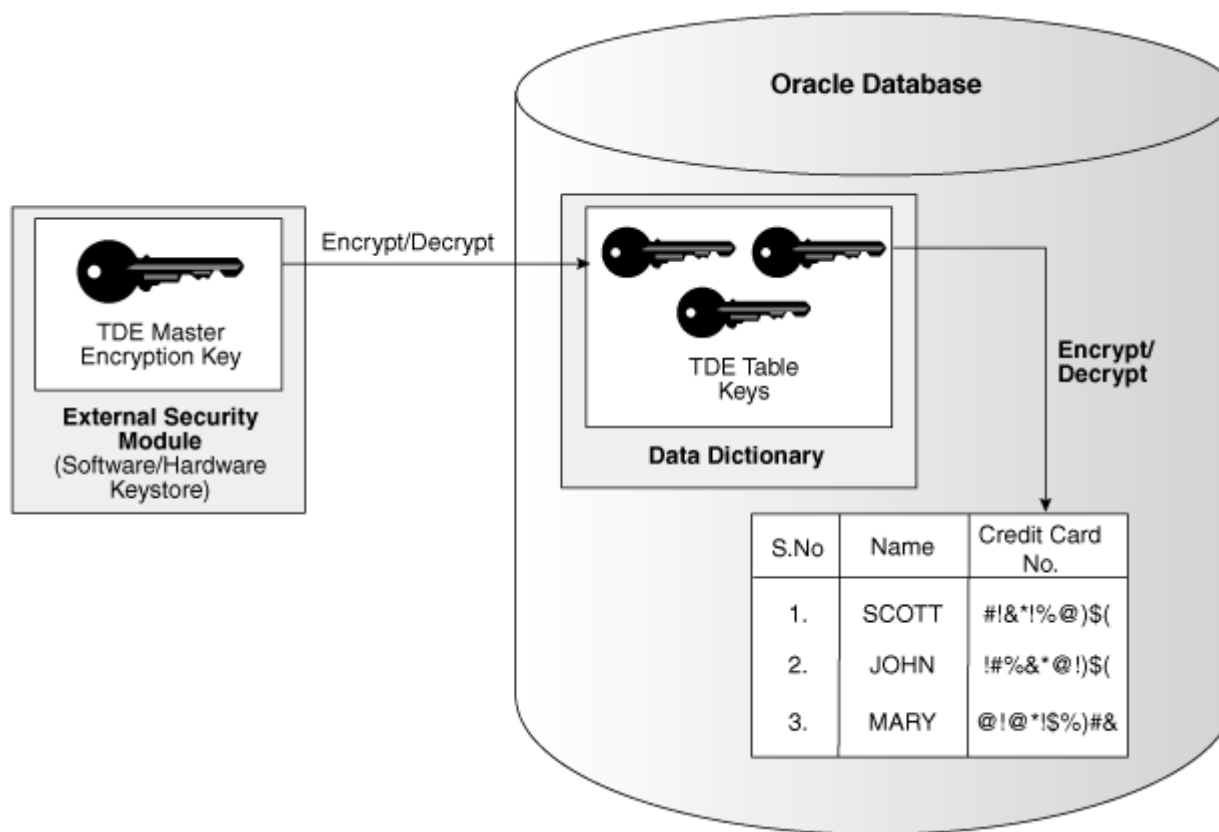 Oracle Database
Encrypt/Decrypt
TDE Master
Encryption Key
External Security
Module
(Software/Hardware
Keystore)
TDE Table
Keys
Data Dictionary
Encrypt/
Decrypt
S.No Name Credit Card
No.
1. SCOTT #!&*!%@)$(
2. JOHN !#%&*@!)$(
3. MARY @!@*!$%)#&